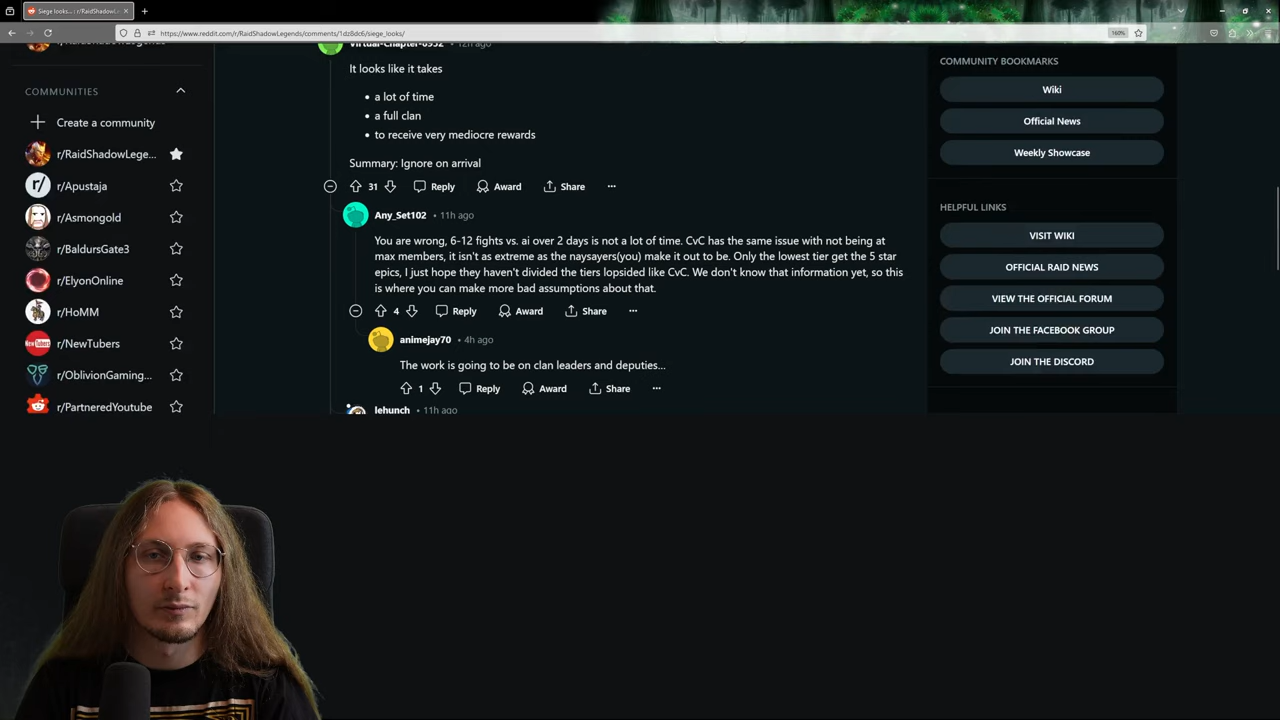 Siege looks... : r/RaidShadowLe
https://www.reddit.com/r/RaidShadowLegends/comments/1dz8dc6/siege_looks/
160%
Virtual-Chapter-6952 • 12h ago
It looks like it takes
• a lot of time
• a full clan
• to receive very mediocre rewards
Summary: Ignore on arrival
31 Reply Award Share
Any_Set102 • 11h ago
You are wrong, 6-12 fights vs. ai over 2 days is not a lot of time. CvC has the same issue with not being at
max members, it isn't as extreme as the naysayers(you) make it out to be. Only the lowest tier get the 5 star
epics, I just hope they haven't divided the tiers lopsided like CvC. We don't know that information yet, so this
is where you can make more bad assumptions about that.
4 Reply Award Share
animejay70 • 4h ago
The work is going to be on clan leaders and deputies...
1 Reply Award Share
lehunch • 11h ago
COMMUNITIES
Create a community
r/RaidShadowLege...
r/Apustaja
r/Asmongold
r/BaldursGate3
r/ElyonOnline
r/HoMM
r/NewTubers
r/OblivionGaming...
r/PartneredYoutube
COMMUNITY BOOKMARKS
Wiki
Official News
Weekly Showcase
HELPFUL LINKS
VISIT WIKI
OFFICIAL RAID NEWS
VIEW THE OFFICIAL FORUM
JOIN THE FACEBOOK GROUP
JOIN THE DISCORD